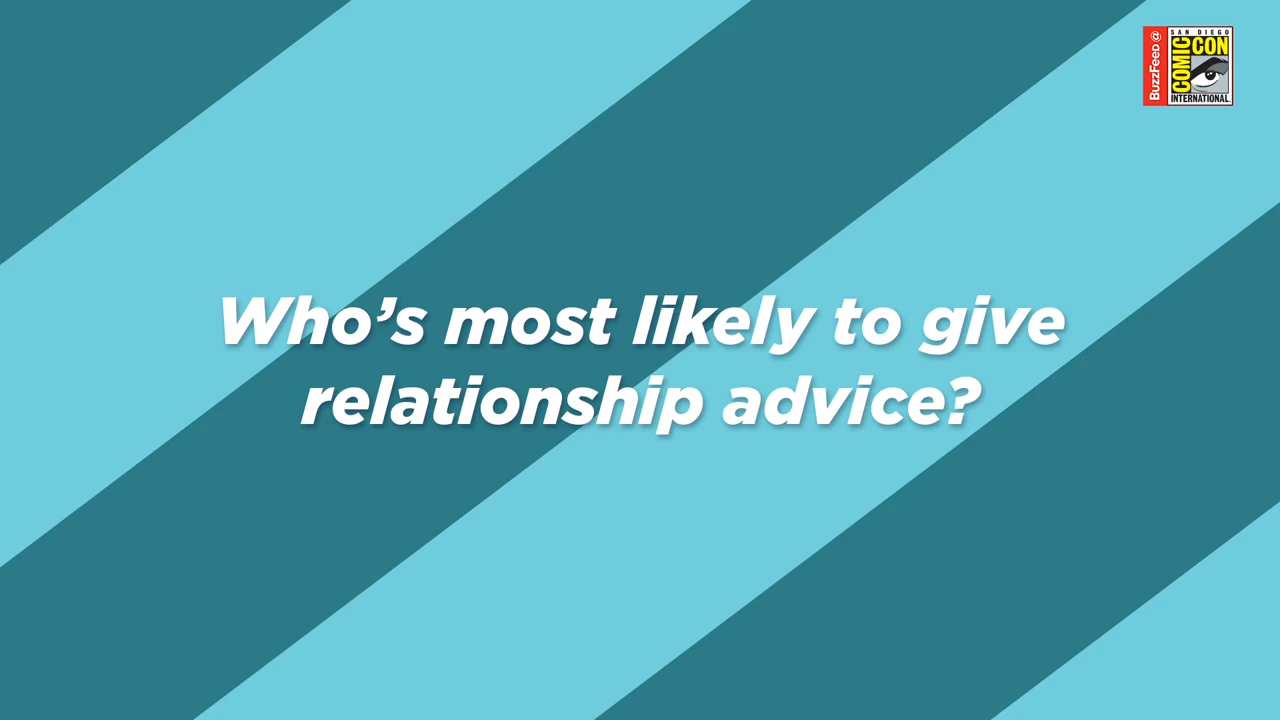 BuzzFeed @
SAN DIEGO
COMIC
CON
INTERNATIONAL
Who's most likely to give
relationship advice?